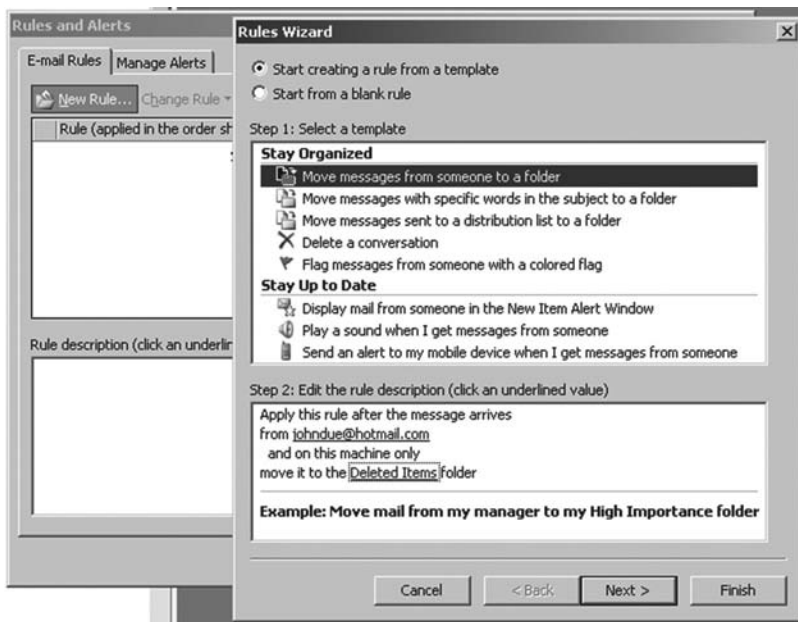 Rules and Alerts
E-mail Rules
Manage Alerts
New Rule...
Change Rule
Rule (applied in the order sh
Rule description (click an underlin
Rules Wizard
Start creating a rule from a template
Start from a blank rule
Step 1: Select a template
Stay Organized
Move messages from someone to a folder
Move messages with specific words in the subject to a folder
Move messages sent to a distribution list to a folder
Delete a conversation
Flag messages from someone with a colored flag
Stay Up to Date
Display mail from someone in the New Item Alert Window
Play a sound when I get messages from someone
Send an alert to my mobile device when I get messages from someone
Step 2: Edit the rule description (click an underlined value)
Apply this rule after the message arrives
from johndue@hotmail.com
and on this machine only
move it to the Deleted Items folder
Example: Move mail from my manager to my High Importance folder
Cancel
< Back
Next >
Finish